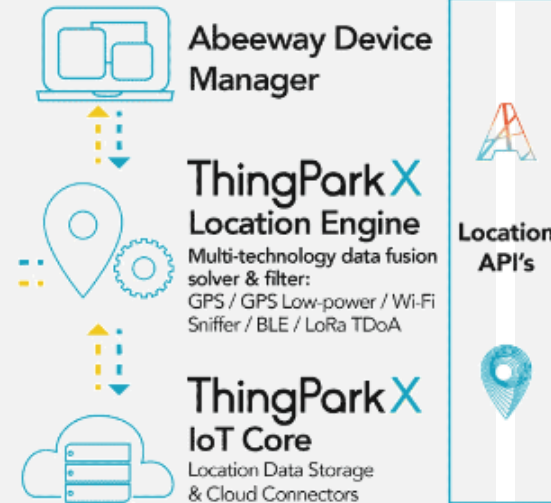 Abeeway Device
Manager
ThingPark X
Location Engine
Multi-technology data fusion
solver & filter:
GPS / GPS Low-power / Wi-Fi
Sniffer / BLE / LoRa TDoA
ThingPark X
IoT Core
Location Data Storage
& Cloud Connectors
Location
API's